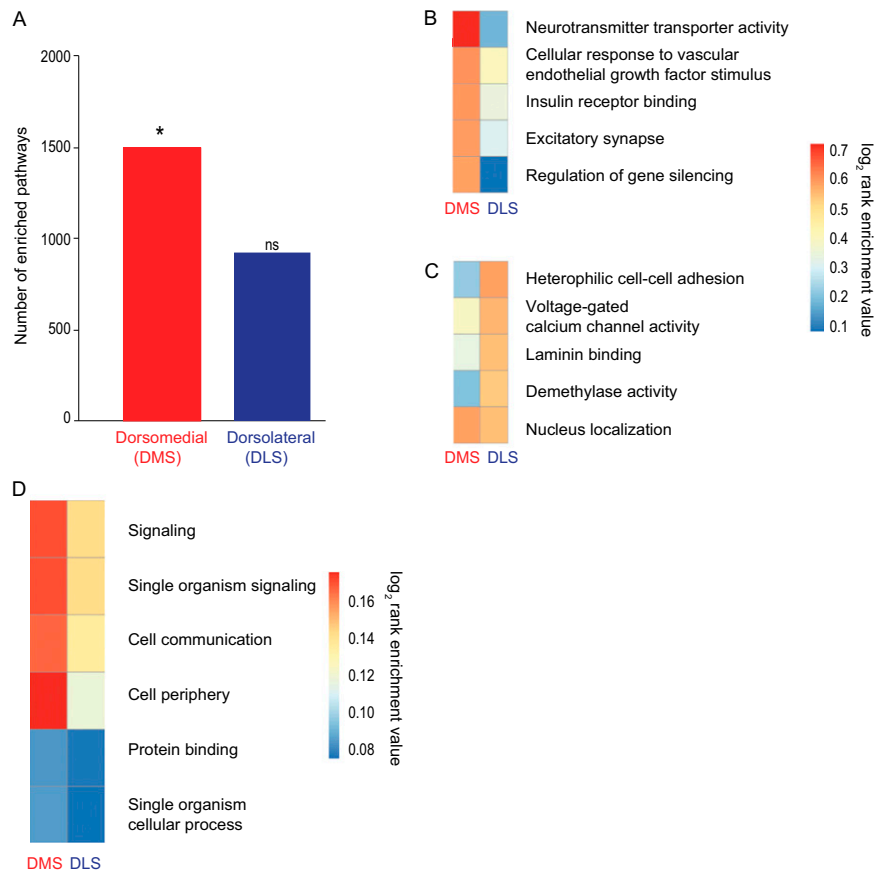 A
Number of enriched pathways
2000
1500
1000
500
0
*
ns
Dorsomedial
(DMS)
Dorsolateral
(DLS)
B
Neurotransmitter transporter activity
Cellular response to vascular
endothelial growth factor stimulus
Insulin receptor binding
Excitatory synapse
Regulation of gene silencing
DMS DLS
C
Heterophilic cell-cell adhesion
Voltage-gated
calcium channel activity
Laminin binding
Demethylase activity
Nucleus localization
DMS DLS
0.7
0.6
0.5
0.4
0.3
0.2
0.1
log₂ rank enrichment value
D
Signaling
Single organism signaling
Cell communication
Cell periphery
Protein binding
Single organism
cellular process
DMS DLS
0.16
0.14
0.12
0.10
0.08
log₂ rank enrichment value